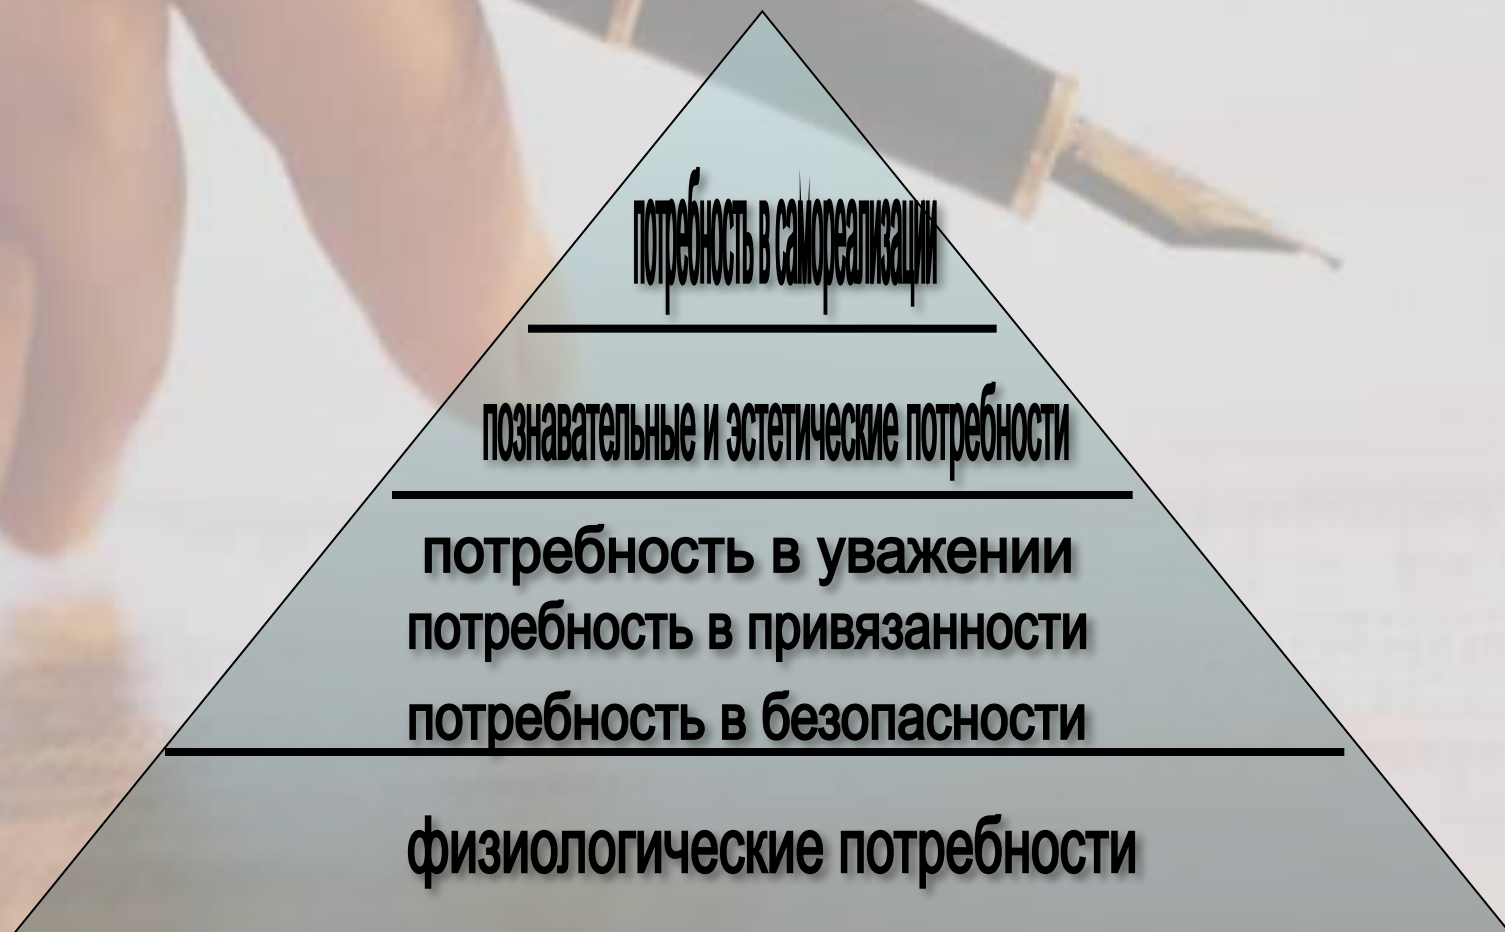 потребность в самореализации
познавательные и эстетические потребности
потребность в уважении
потребность в привязанности
потребность в безопасности
физиологические потребности